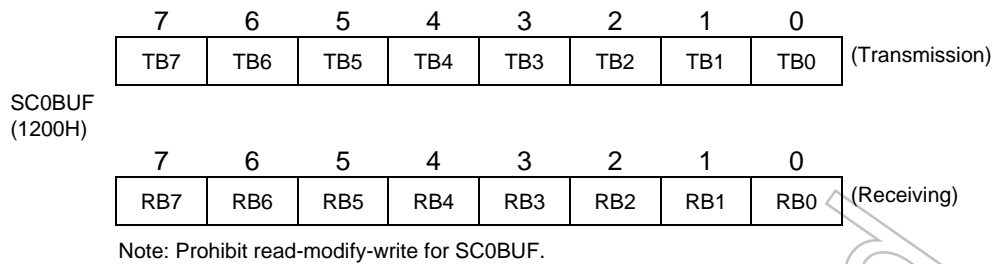 7 6 5 4 3 2 1 0
TB7 TB6 TB5 TB4 TB3 TB2 TB1 TB0 (Transmission)
SC0BUF
(1200H)
7 6 5 4 3 2 1 0
RB7 RB6 RB5 RB4 RB3 RB2 RB1 RB0 (Receiving)
Note: Prohibit read-modify-write for SC0BUF.